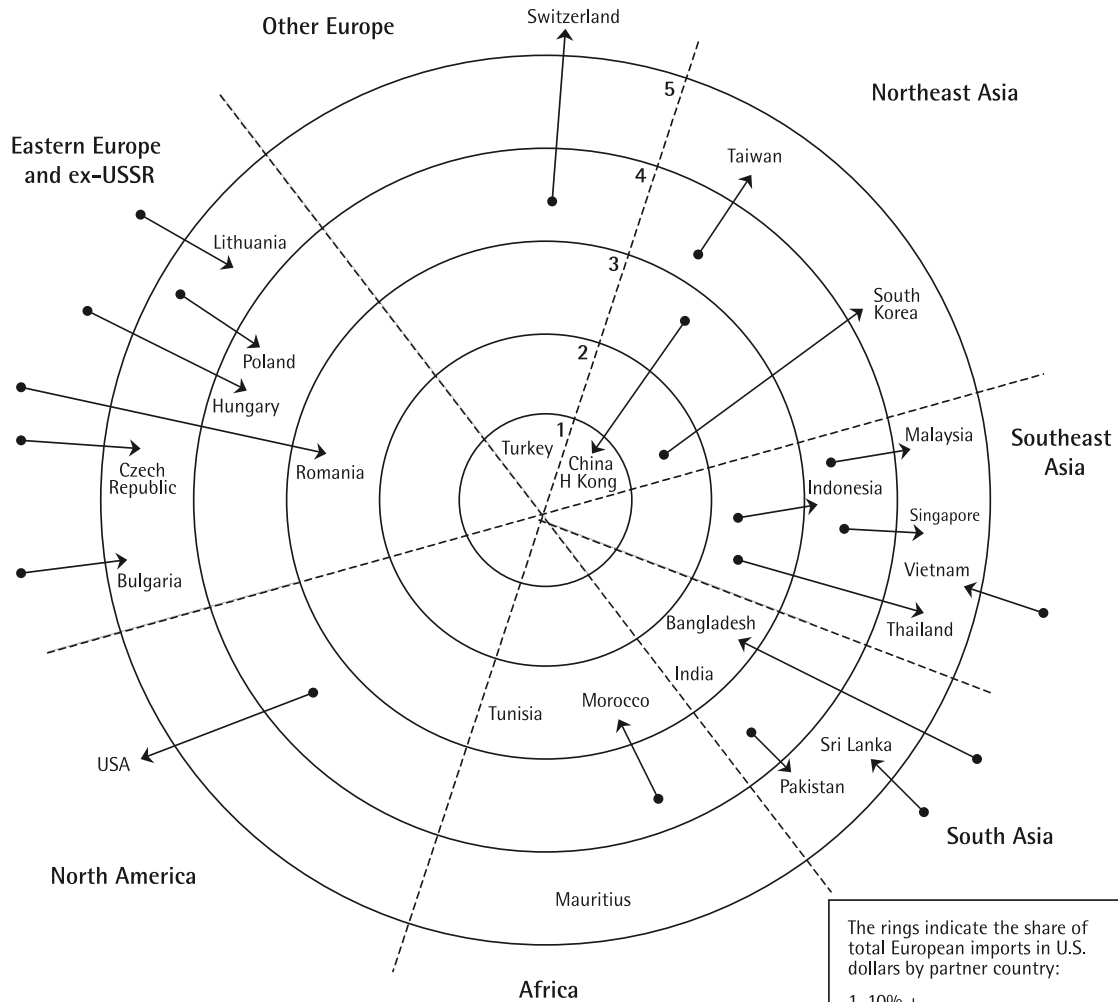 Switzerland
Other Europe
5
Northeast Asia
Eastern Europe
and ex-USSR
4
Taiwan
Lithuania
3
South
Korea
Poland
2
Hungary
1
Turkey
China
H Kong
Malaysia
Southeast
Asia
Czech
Republic
Romania
Indonesia
Singapore
Bulgaria
Vietnam
Bangladesh
Thailand
India
Tunisia
Morocco
USA
Sri Lanka
Pakistan
South Asia
North America
Mauritius
Africa
The rings indicate the share of
total European imports in U.S.
dollars by partner country:
1. 10% +